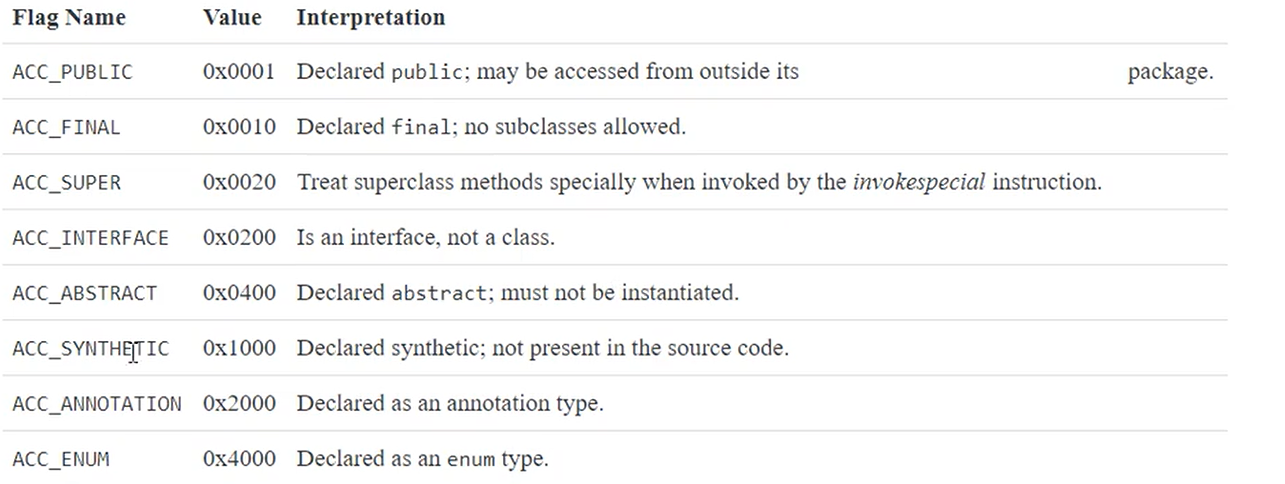 Flag Name Value Interpretation
ACC_PUBLIC 0x0001 Declared public; may be accessed from outside its package.
ACC_FINAL 0x0010 Declared final; no subclasses allowed.
ACC_SUPER 0x0020 Treat superclass methods specially when invoked by the invokespecial instruction.
ACC_INTERFACE 0x0200 Is an interface, not a class.
ACC_ABSTRACT 0x0400 Declared abstract; must not be instantiated.
ACC_SYNTHETIC 0x1000 Declared synthetic; not present in the source code.
ACC_ANNOTATION 0x2000 Declared as an annotation type.
ACC_ENUM 0x4000 Declared as an enum type.